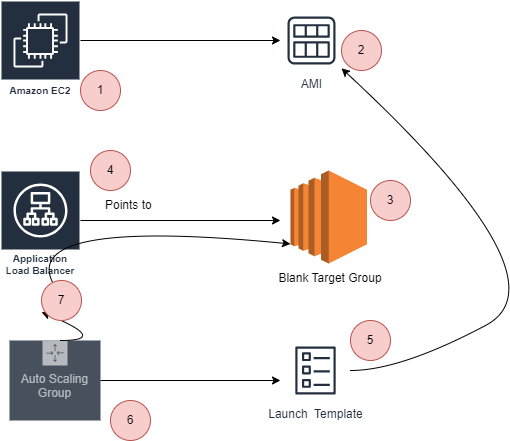 Amazon EC2
1
2
AMI
4
Points to
3
Application
Load Balancer
Blank Target Group
7
5
Auto Scaling
Group
Launch  Template
6